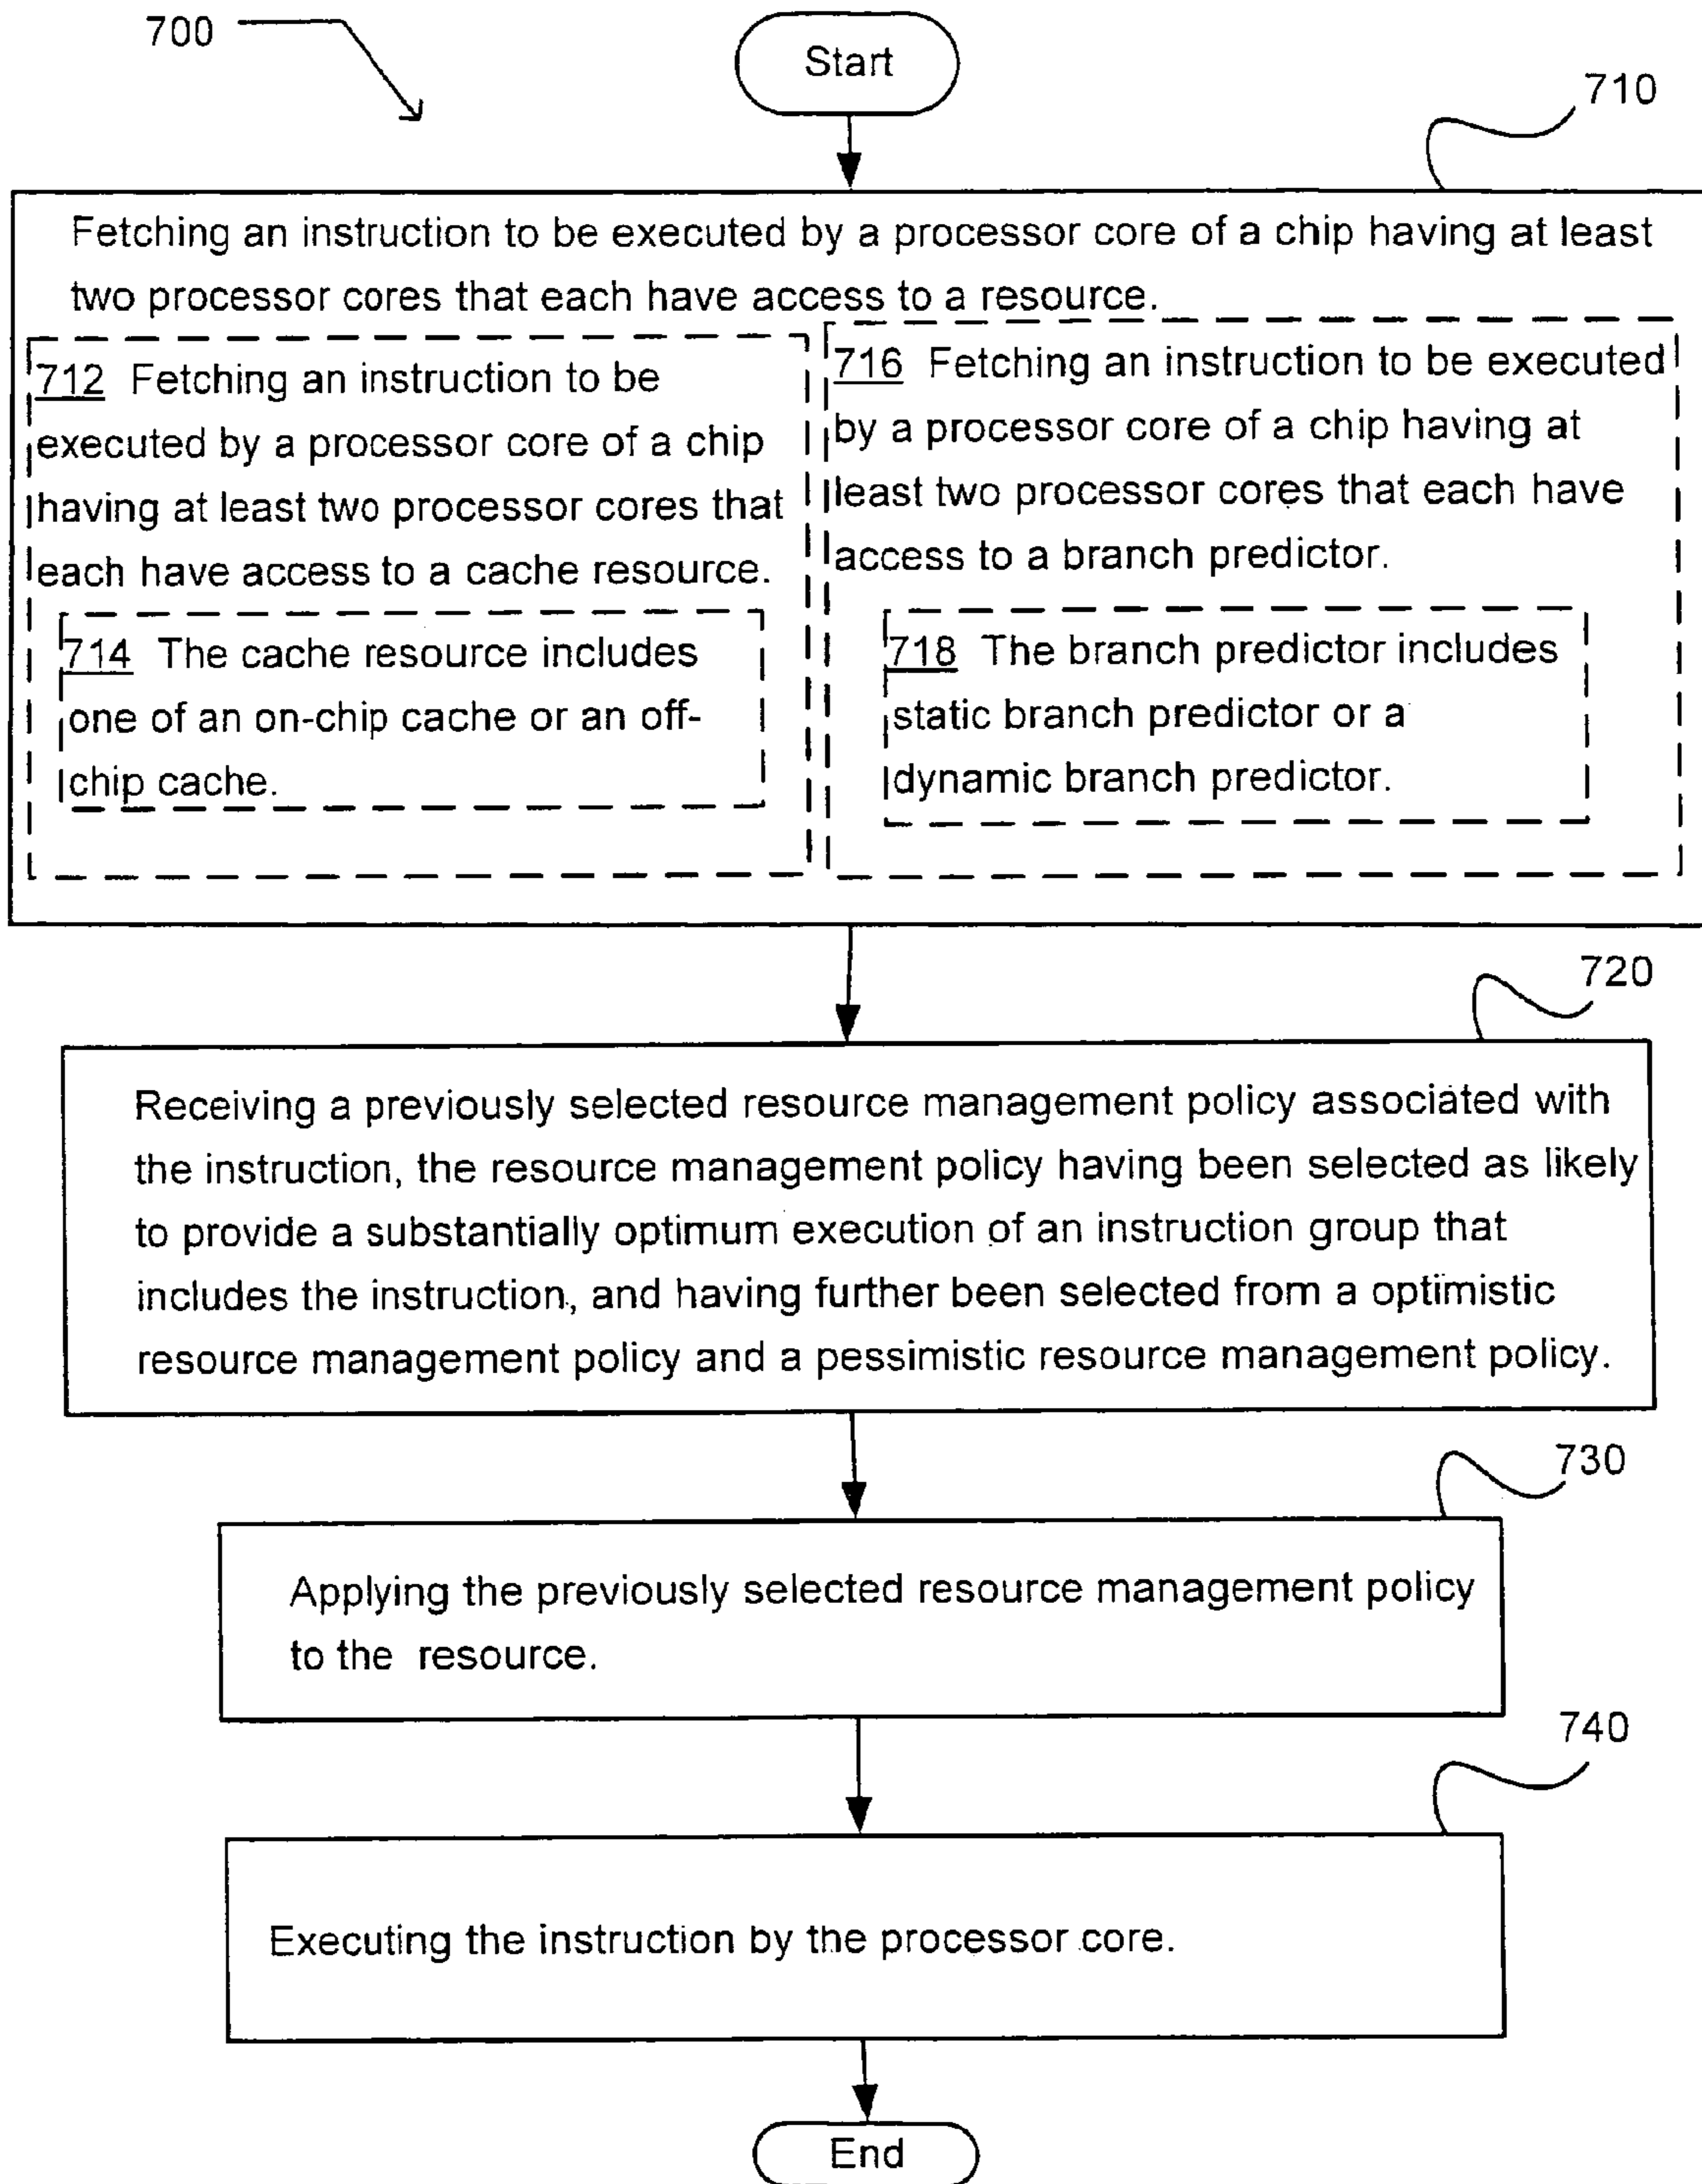 700
Start
710
Fetching an instruction to be executed by a processor core of a chip having at least
two processor cores that each have access to a resource.
712 Fetching an instruction to be
executed by a processor core of a chip
having at least two processor cores that
each have access to a cache resource.
714 The cache resource includes
one of an on-chip cache or an off-
chip cache.
716 Fetching an instruction to be executed
by a processor core of a chip having at
least two processor cores that each have
access to a branch predictor.
718 The branch predictor includes
static branch predictor or a
dynamic branch predictor.
720
Receiving a previously selected resource management policy associated with
the instruction, the resource management policy having been selected as likely
to provide a substantially optimum execution of an instruction group that
includes the instruction, and having further been selected from a optimistic
resource management policy and a pessimistic resource management policy.
730
Applying the previously selected resource management policy
to the resource.
740
Executing the instruction by the processor core.
End